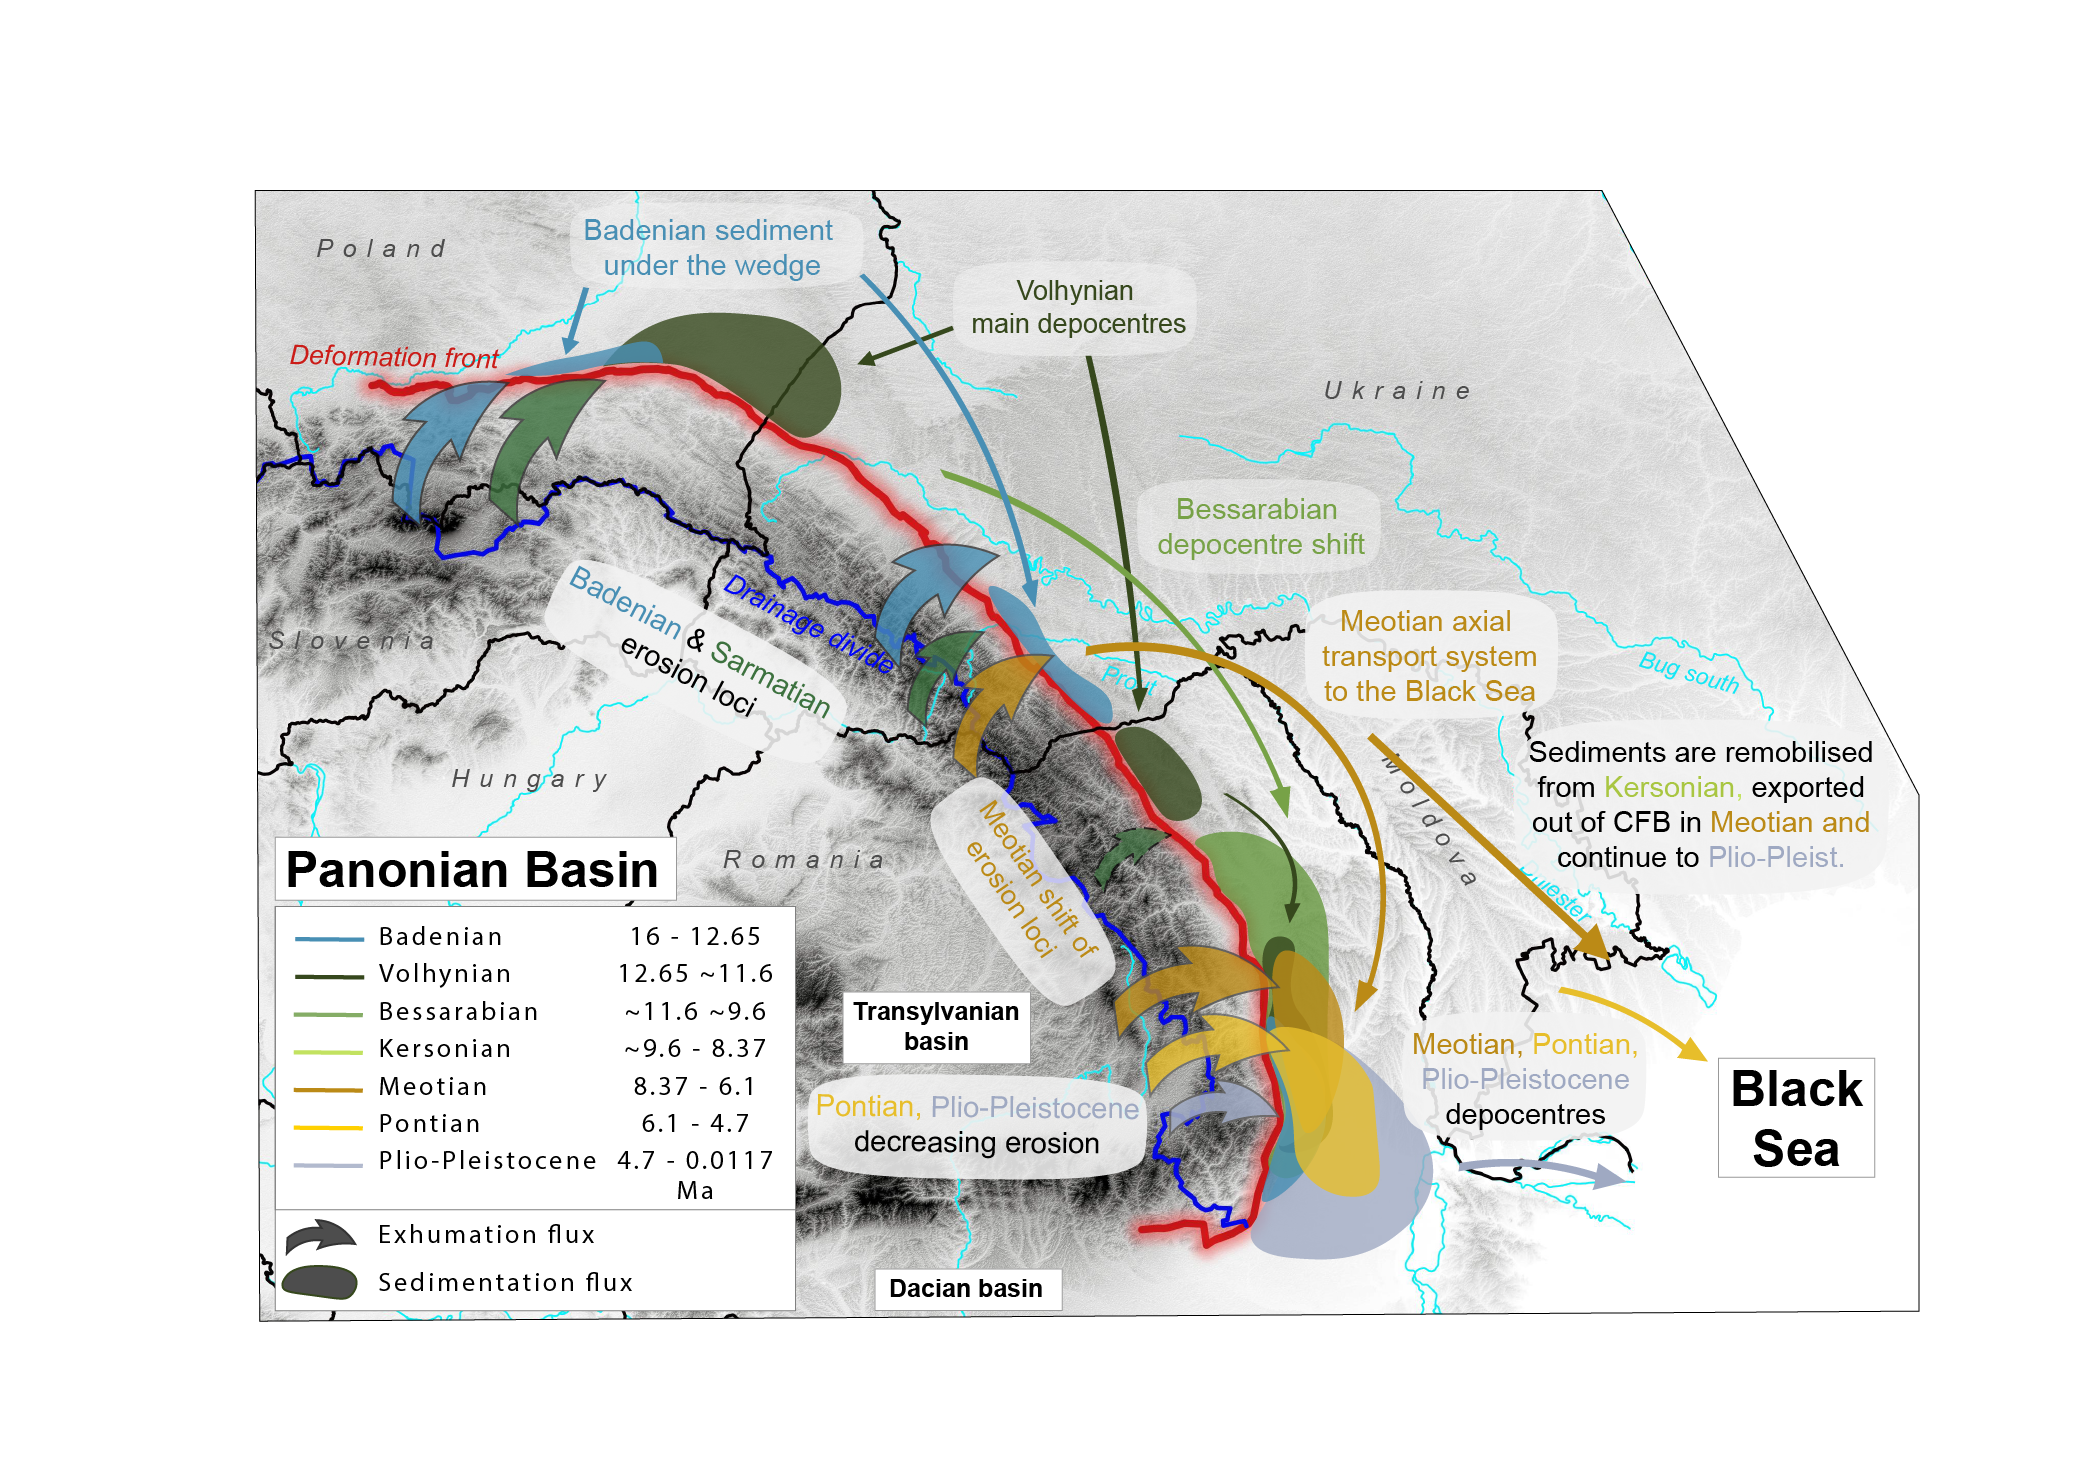 Poland
Badenian sediment
under the wedge
Volhynian
main depocentres
Deformation front
Ukraine
Bessarabian
depocentre shift
Badenian & Sarmatian
erosion loci
Drainage divide
Slovenia
Meotian axial
transport system
to the Black Sea
Prout
Bug south
Sediments are remobilised
from Kersonian, exported
out of CFB in Meotian and
continue to Plio-Pleist.
Hungary
Moldova
Meotian shift of
erosion loci
Romania
Panonian Basin
Badenian 16 - 12.65
Volhynian 12.65 ~11.6
Bessarabian ~11.6 ~9.6
Kersonian ~9.6 - 8.37
Meotian 8.37 - 6.1
Pontian 6.1 - 4.7
Plio-Pleistocene 4.7 - 0.0117
Ma
Exhumation flux
Sedimentation flux
Transylvanian
basin
Pontian, Plio-Pleistocene
decreasing erosion
Meotian, Pontian,
Plio-Pleistocene
depocentres
Black
Sea
Dacian basin